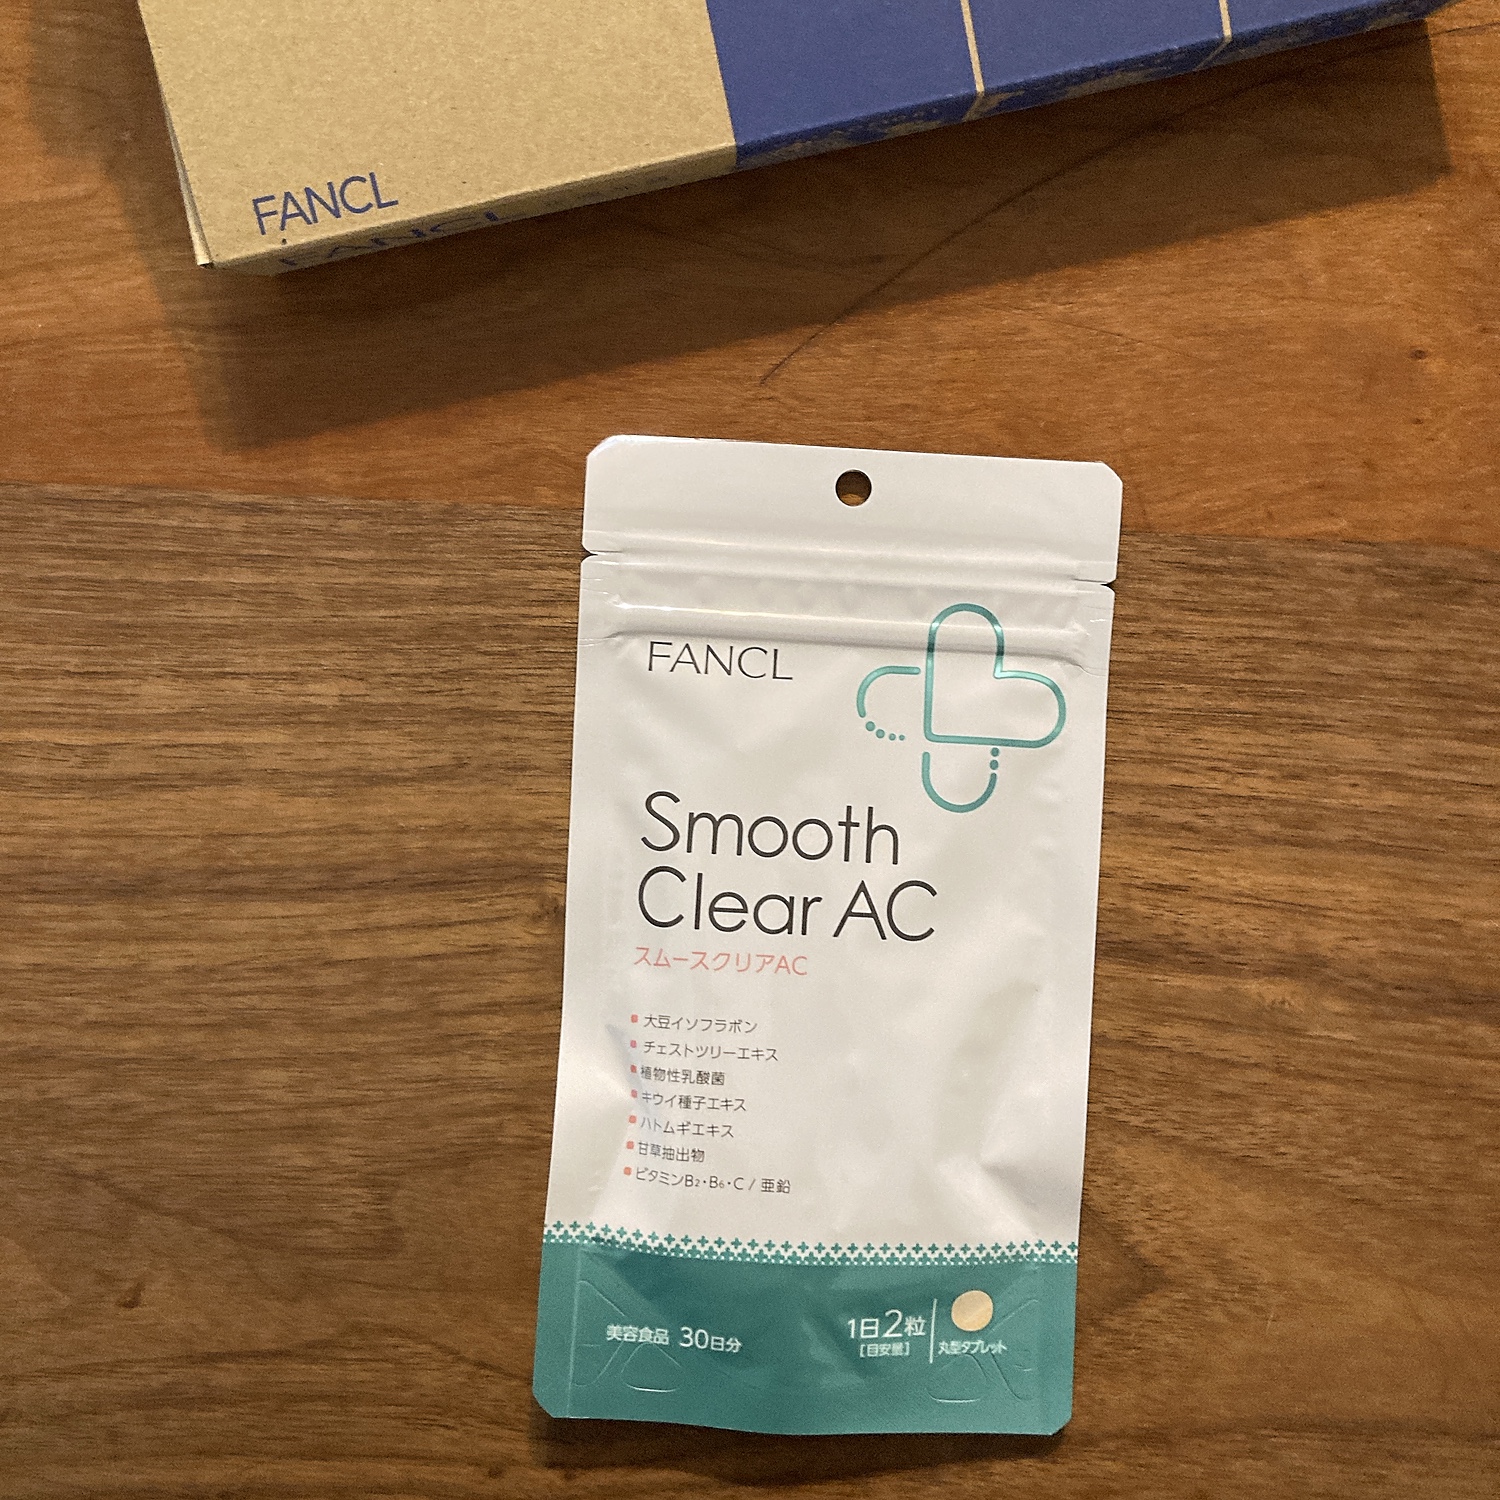 FANCL
FANCL
FANCL
Smooth
Clear AC
スムースクリアAC
大豆イソフラボン
チェストツリーエキス
植物性乳酸菌
キウイ種子エキス
ハトムギエキス
甘草抽出物
ビタミンB2・B6・C / 亜鉛
美容食品 30日分
1日2粒
[目安量]
丸型タブレット